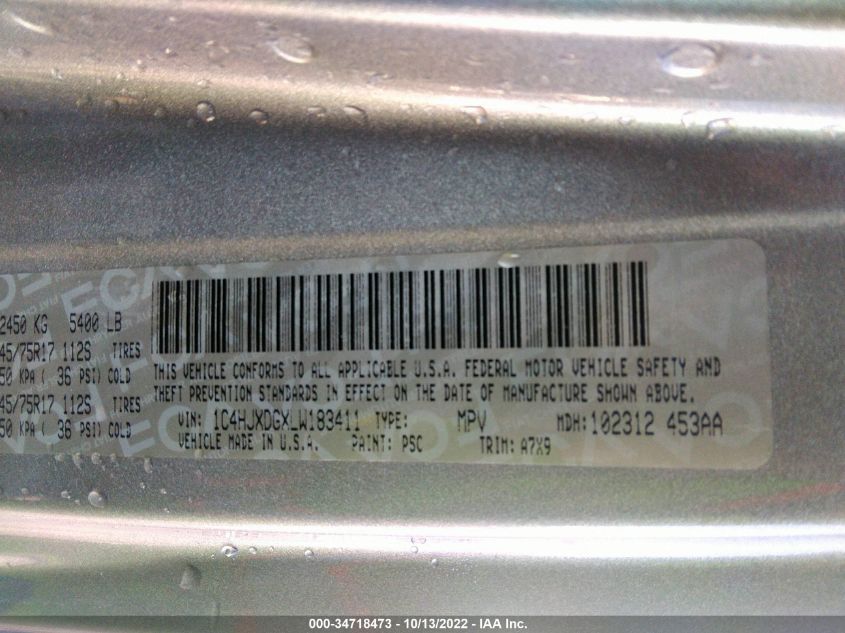 2450 KG 5400 LB
45/75R17 112S TIRES
50 KPA ( 36 PSI) COLD
45/75R17 112S TIRES
50 KPA ( 36 PSI) COLD
THIS VEHICLE CONFORMS TO ALL APPLICABLE U.S.A. FEDERAL MOTOR VEHICLE SAFETY AND
THEFT PREVENTION STANDARDS IN EFFECT ON THE DATE OF MANUFACTURE SHOWN ABOVE.
VIN: 1C4HJXDGXLW183411 TYPE: MPV MDH: 102312 453AA
VEHICLE MADE IN U.S.A. PAINT: PSC TRIM: A7X9
000-34718473 - 10/13/2022 - IAA Inc.